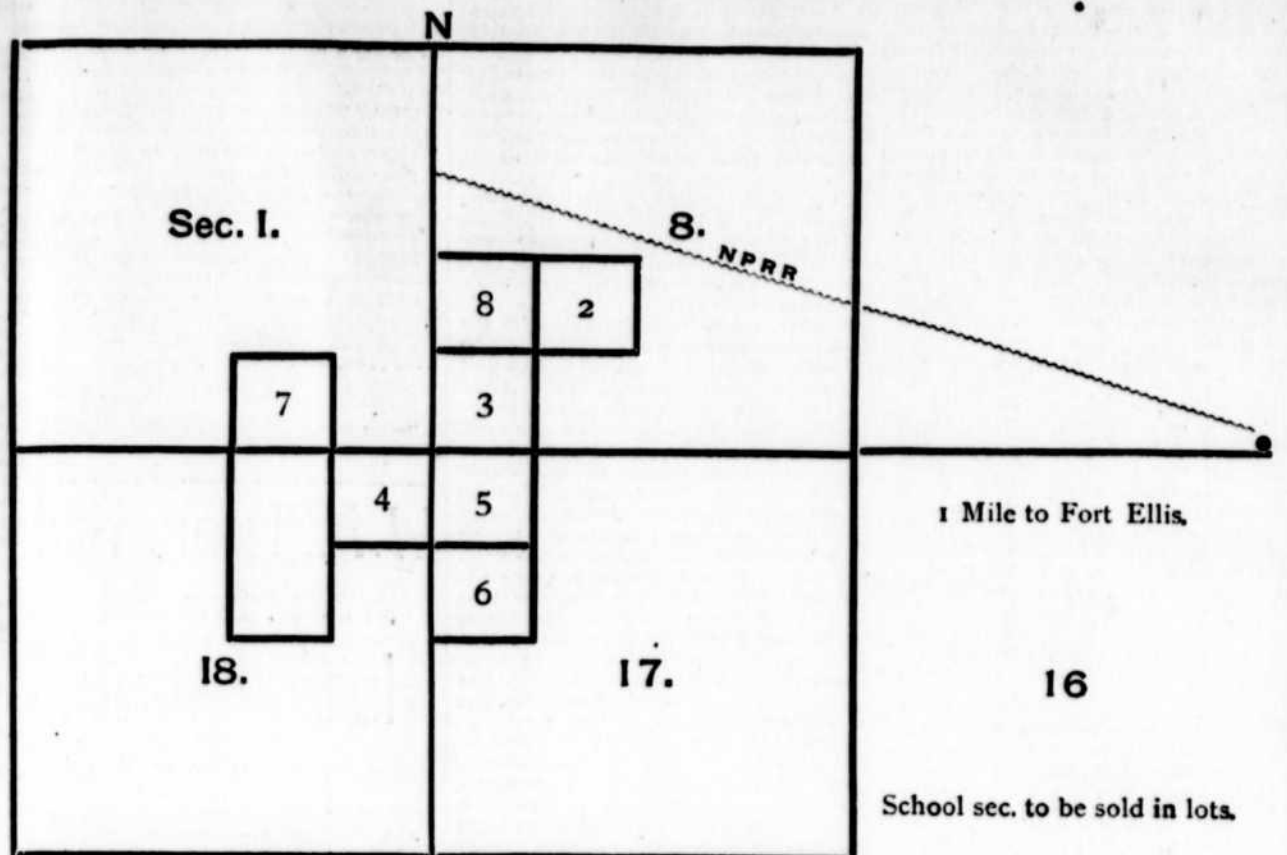 N
Sec. I.
8.
NPRR
8
2
7
3
4
5
1 Mile to Fort Ellis.
6
18.
17.
16
School sec. to be sold in lots.